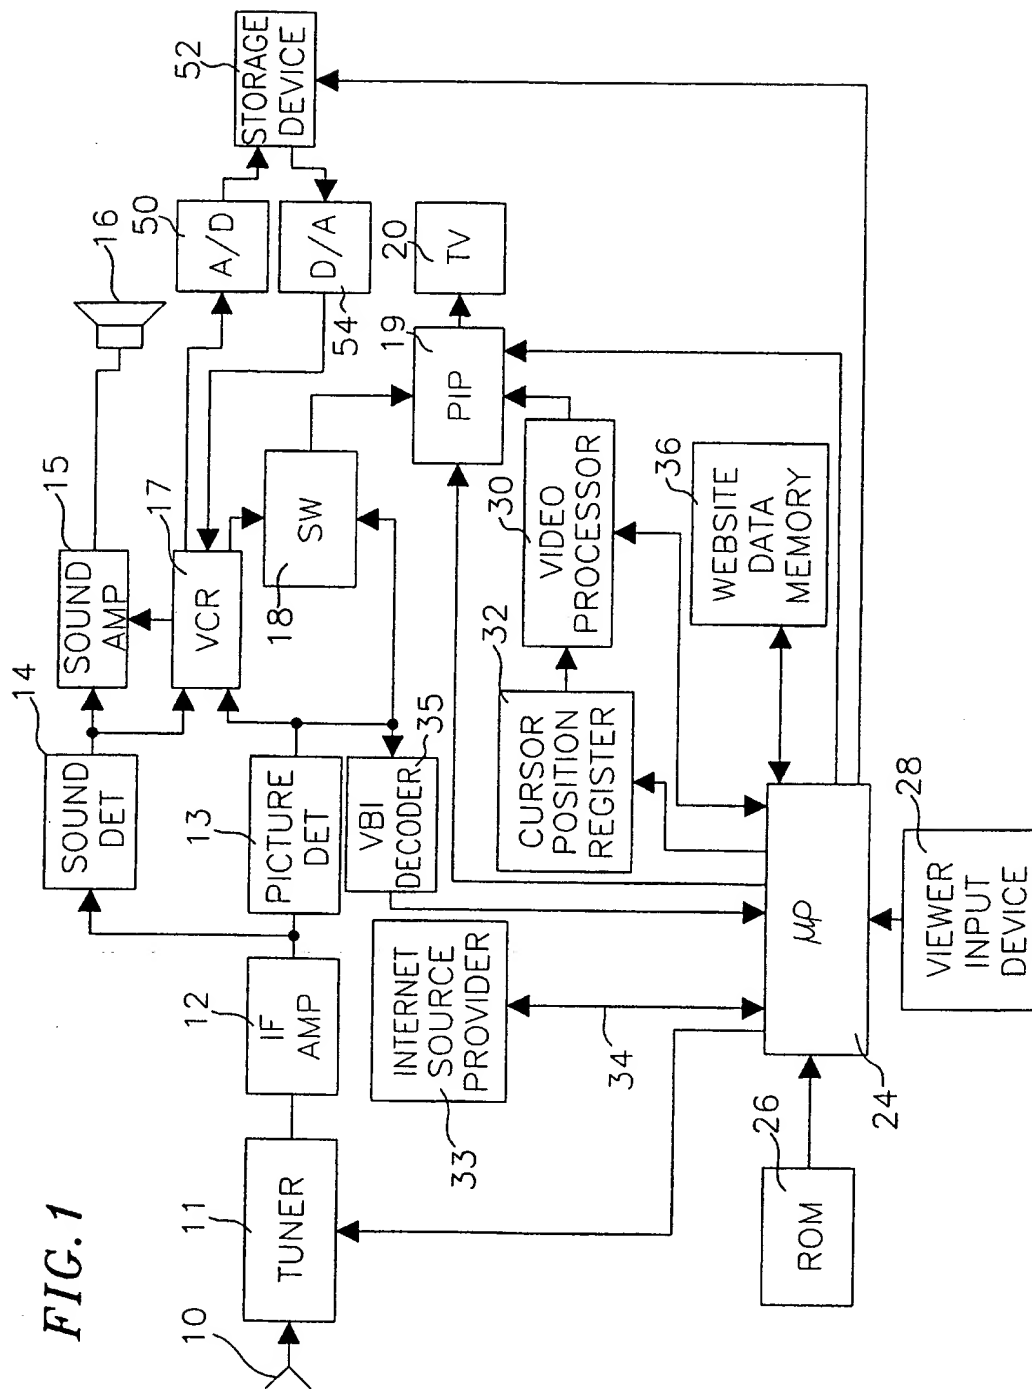 FIG. 1
10
11
TUNER
12
IF
AMP
13
PICTURE
DET
14
SOUND
DET
15
SOUND
AMP
16
17
VCR
18
SW
50
A/D
52
STORAGE
DEVICE
54
D/A
19
PIP
20
TV
35
VBI
DECODER
33
INTERNET
SOURCE
PROVIDER
34
32
CURSOR
POSITION
REGISTER
30
VIDEO
PROCESSOR
36
WEBSITE
DATA
MEMORY
26
ROM
24
μP
28
VIEWER
INPUT
DEVICE